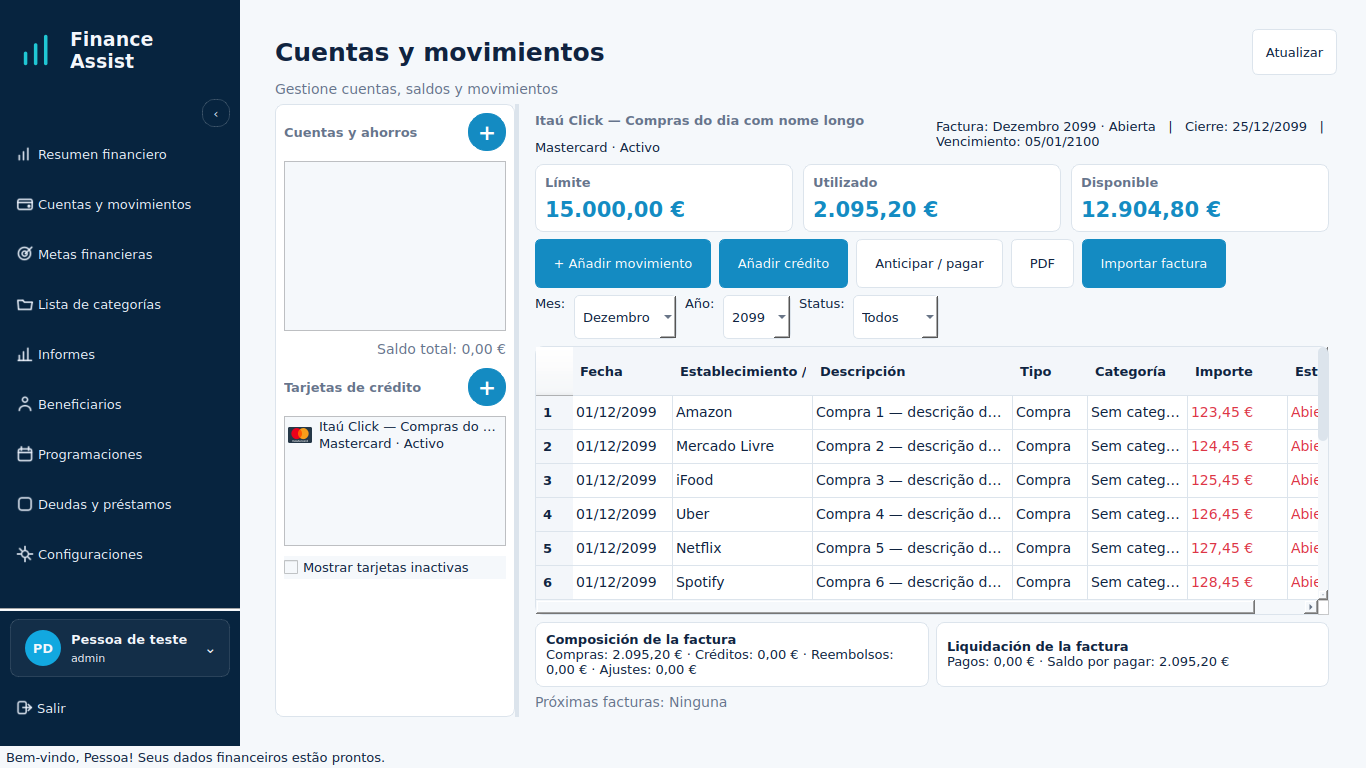 Finance
Assist
‹
Resumen financiero
Cuentas y movimientos
Metas financieras
Lista de categorías
Informes
Beneficiarios
Programaciones
Deudas y préstamos
Configuraciones
PD
Pessoa de teste
admin
Salir
Bem-vindo, Pessoa! Seus dados financeiros estão prontos.
Cuentas y movimientos
Atualizar
Gestione cuentas, saldos y movimientos
Cuentas y ahorros
+
Saldo total: 0,00 €
Tarjetas de crédito
+
Itaú Click — Compras do ...
Mastercard · Activo
Mostrar tarjetas inactivas
Itaú Click — Compras do dia com nome longo
Mastercard · Activo
Factura: Dezembro 2099 · Abierta | Cierre: 25/12/2099 |
Vencimiento: 05/01/2100
Límite
15.000,00 €
Utilizado
2.095,20 €
Disponible
12.904,80 €
+ Añadir movimiento
Añadir crédito
Anticipar / pagar
PDF
Importar factura
Mes: Dezembro Año: 2099 Status: Todos
Fecha Establecimiento / Descripción Tipo Categoría Importe Est
1 01/12/2099 Amazon Compra 1 — descrição d... Compra Sem categ... 123,45 € Abie
2 01/12/2099 Mercado Livre Compra 2 — descrição d... Compra Sem categ... 124,45 € Abie
3 01/12/2099 iFood Compra 3 — descrição d... Compra Sem categ... 125,45 € Abie
4 01/12/2099 Uber Compra 4 — descrição d... Compra Sem categ... 126,45 € Abie
5 01/12/2099 Netflix Compra 5 — descrição d... Compra Sem categ... 127,45 € Abie
6 01/12/2099 Spotify Compra 6 — descrição d... Compra Sem categ... 128,45 € Abie
Composición de la factura
Compras: 2.095,20 € · Créditos: 0,00 € · Reembolsos:
0,00 € · Ajustes: 0,00 €
Liquidación de la factura
Pagos: 0,00 € · Saldo por pagar: 2.095,20 €
Próximas facturas: Ninguna